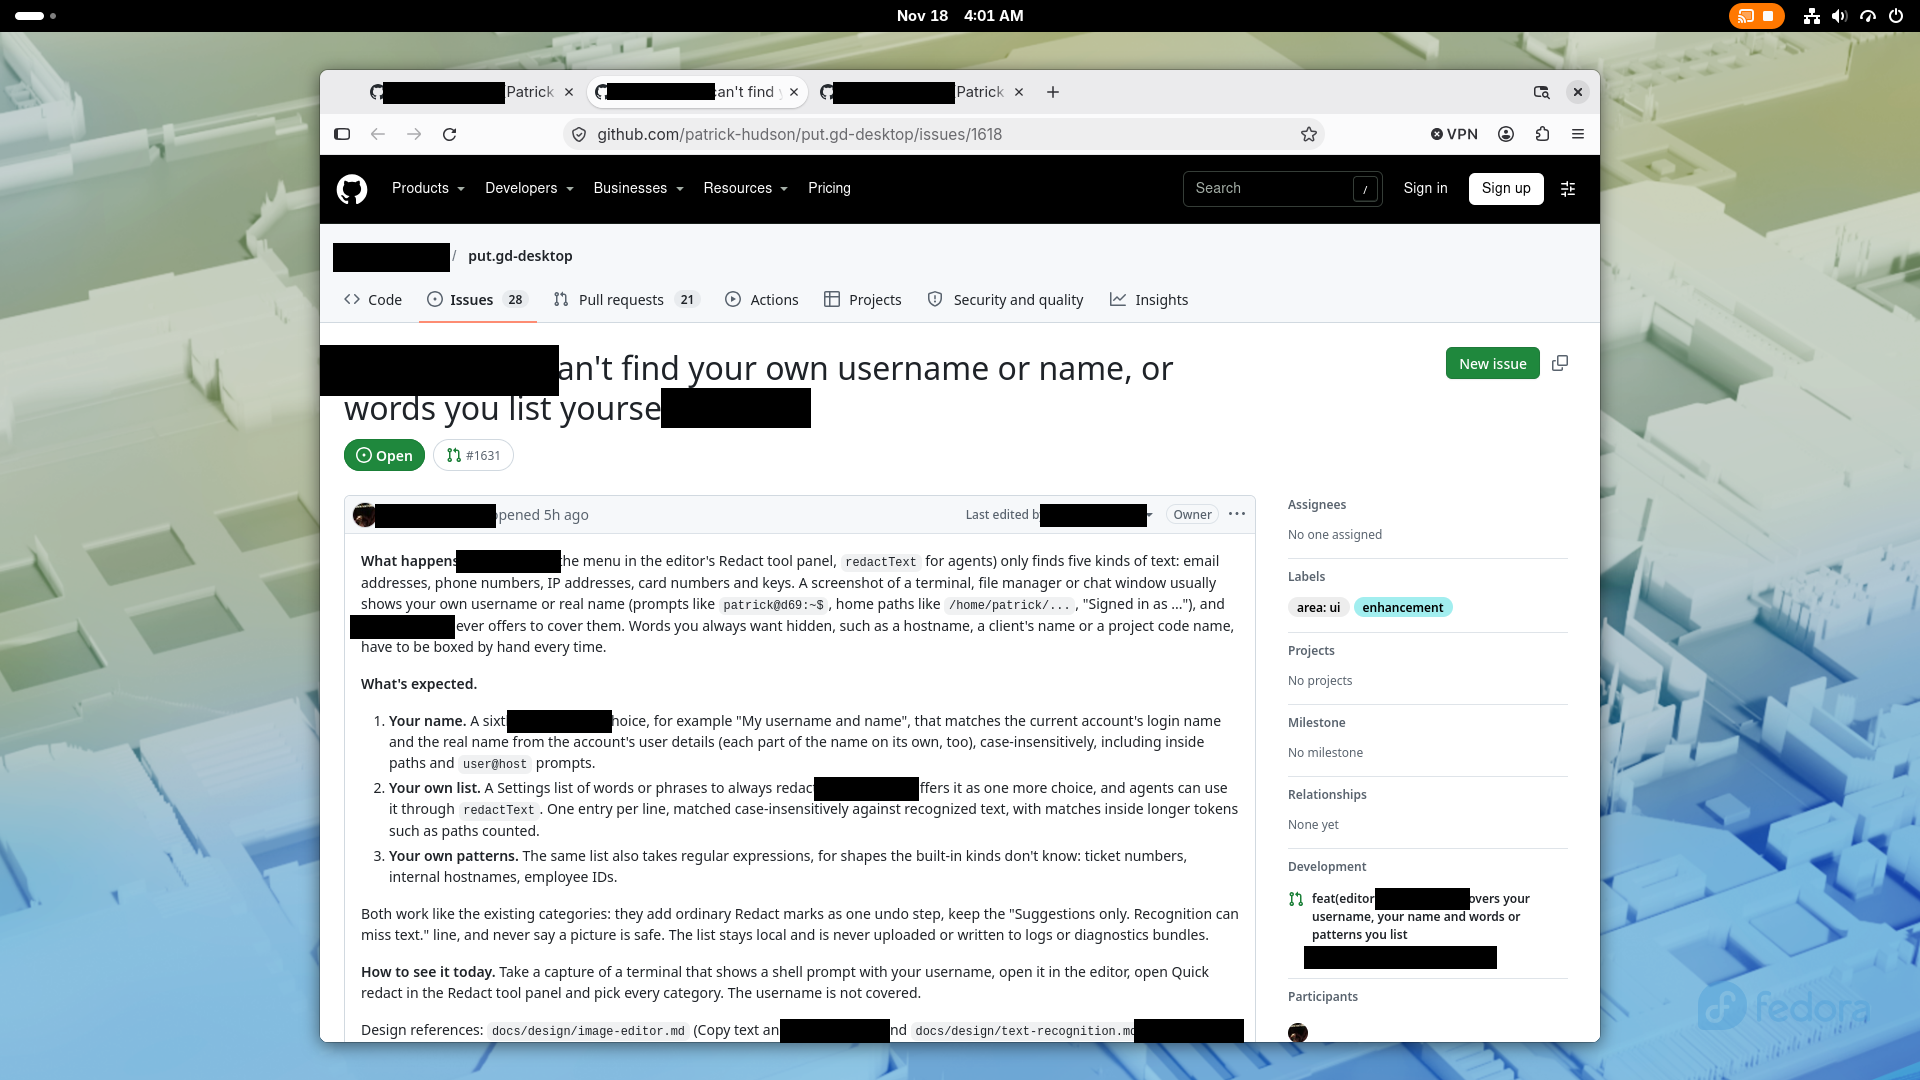 Nov 18 4:01 AM
Patrick
can't find
Patrick
github.com/patrick-hudson/put.gd-desktop/issues/1618
VPN
Products
Developers
Businesses
Resources
Pricing
Search
/
Sign in
Sign up
/ put.gd-desktop
Code
Issues 28
Pull requests 21
Actions
Projects
Security and quality
Insights
an't find your own username or name, or
words you list yourse
New issue
Open
#1631
opened 5h ago
Last edited b
Owner
What happens the menu in the editor's Redact tool panel, redactText for agents) only finds five kinds of text: email
addresses, phone numbers, IP addresses, card numbers and keys. A screenshot of a terminal, file manager or chat window usually
shows your own username or real name (prompts like patrick@d69:~$, home paths like /home/patrick/..., "Signed in as ..."), and
ever offers to cover them. Words you always want hidden, such as a hostname, a client's name or a project code name,
have to be boxed by hand every time.
What's expected.
1. Your name. A sixt hoice, for example "My username and name", that matches the current account's login name
and the real name from the account's user details (each part of the name on its own, too), case-insensitively, including inside
paths and user@host prompts.
2. Your own list. A Settings list of words or phrases to always redac ffers it as one more choice, and agents can use
it through redactText. One entry per line, matched case-insensitively against recognized text, with matches inside longer tokens
such as paths counted.
3. Your own patterns. The same list also takes regular expressions, for shapes the built-in kinds don't know: ticket numbers,
internal hostnames, employee IDs.
Both work like the existing categories: they add ordinary Redact marks as one undo step, keep the "Suggestions only. Recognition can
miss text." line, and never say a picture is safe. The list stays local and is never uploaded or written to logs or diagnostics bundles.
How to see it today. Take a capture of a terminal that shows a shell prompt with your username, open it in the editor, open Quick
redact in the Redact tool panel and pick every category. The username is not covered.
Design references: docs/design/image-editor.md (Copy text an nd docs/design/text-recognition.md
Assignees
No one assigned
Labels
area: ui
enhancement
Projects
No projects
Milestone
No milestone
Relationships
None yet
Development
feat(editor overs your
username, your name and words or
patterns you list
Participants
fedora